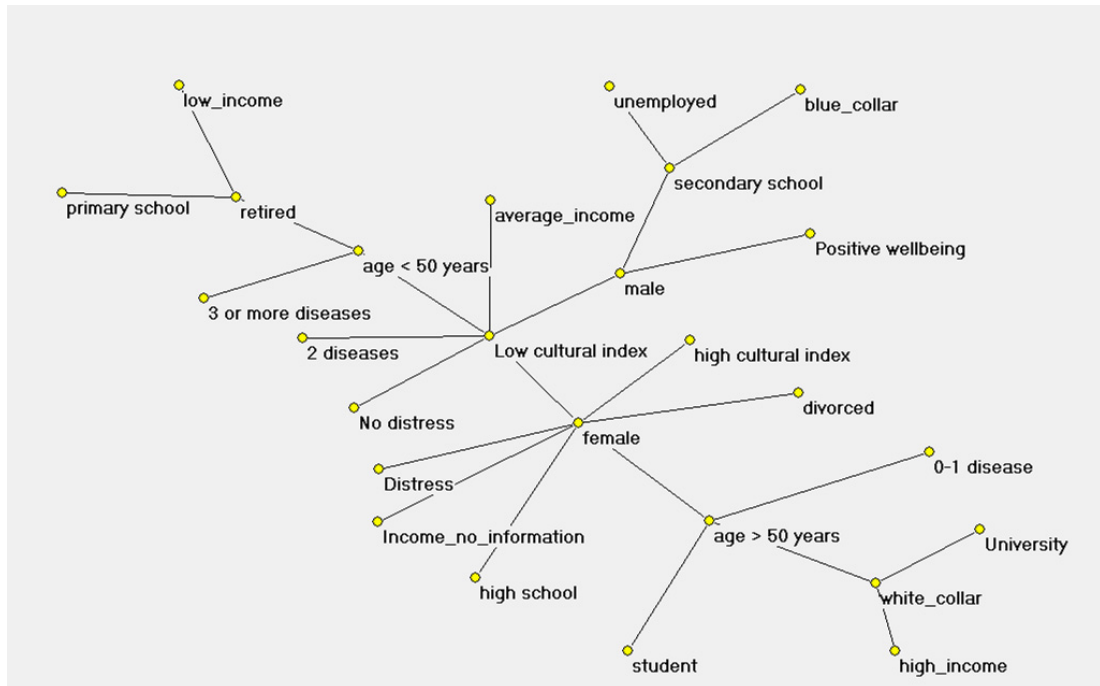 low_income
unemployed
blue_collar
secondary school
primary school
retired
average_income
Positive wellbeing
age < 50 years
male
3 or more diseases
2 diseases
Low cultural index
high cultural index
divorced
No distress
female
0-1 disease
Distress
Income_no_information
age > 50 years
University
high school
white_collar
student
high_income